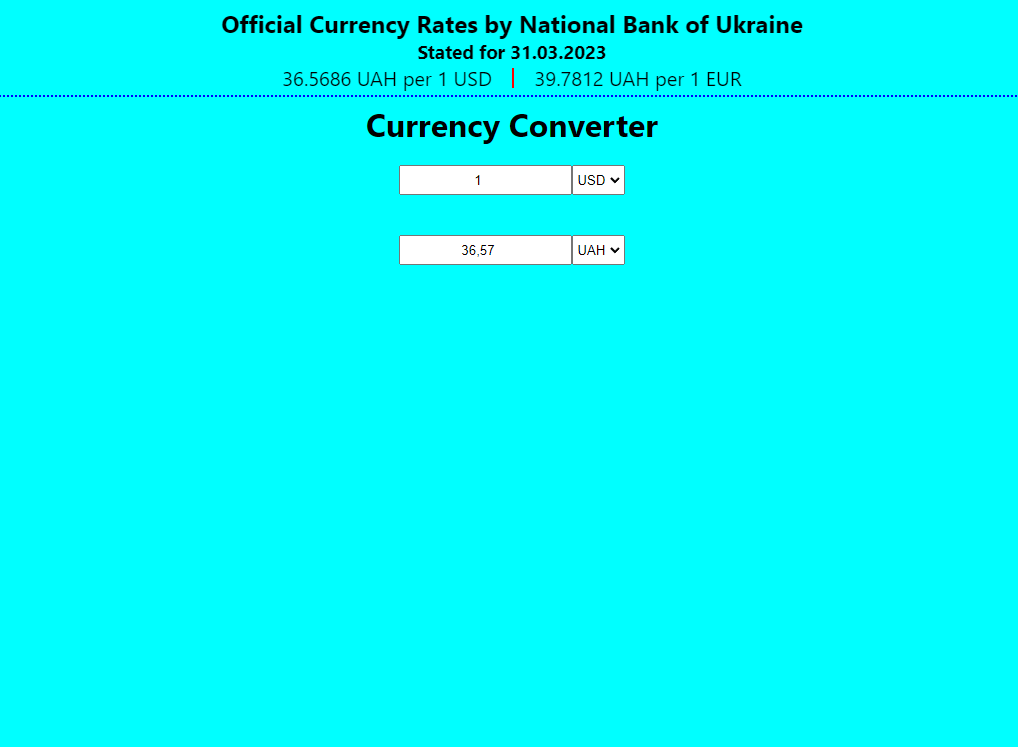 Official Currency Rates by National Bank of Ukraine
Stated for 31.03.2023
36.5686 UAH per 1 USD | 39.7812 UAH per 1 EUR
Currency Converter
1 USD
36,57 UAH